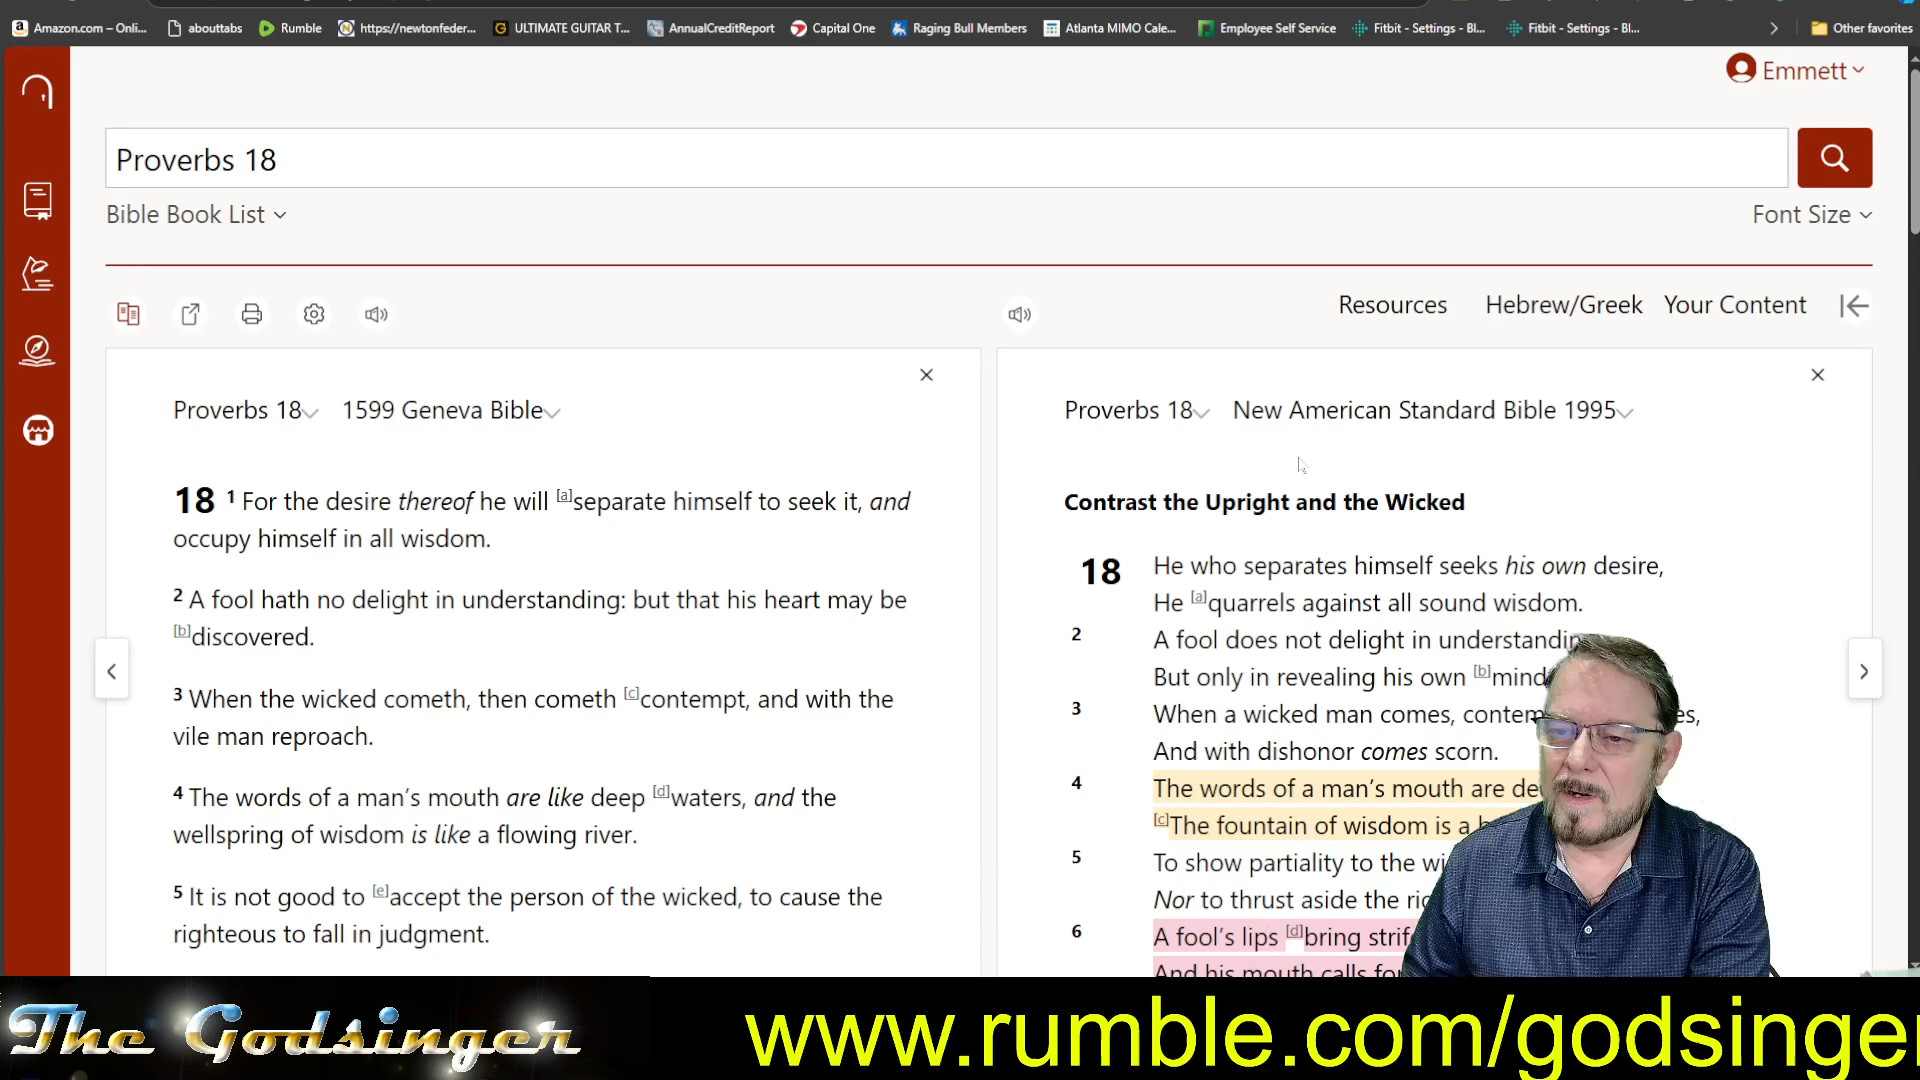 Amazon.com – Onli...
abouttabs
Rumble
https://newtonfeder...
ULTIMATE GUITAR T...
AnnualCreditReport
Capital One
Raging Bull Members
Atlanta MIMO Cale...
Employee Self Service
Fitbit - Settings - Bl...
Fitbit - Settings - Bl...
Other favorites
Emmett
Proverbs 18
Bible Book List
Font Size
Resources
Hebrew/Greek
Your Content
Proverbs 18
1599 Geneva Bible
18 1 For the desire thereof he will [a]separate himself to seek it, and
occupy himself in all wisdom.
2 A fool hath no delight in understanding: but that his heart may be
[b]discovered.
3 When the wicked cometh, then cometh [c]contempt, and with the
vile man reproach.
4 The words of a man's mouth are like deep [d]waters, and the
wellspring of wisdom is like a flowing river.
5 It is not good to [e]accept the person of the wicked, to cause the
righteous to fall in judgment.
Proverbs 18
New American Standard Bible 1995
Contrast the Upright and the Wicked
18 He who separates himself seeks his own desire,
He [a]quarrels against all sound wisdom.
2 A fool does not delight in
But only in revealing his own [b]mind
3 When a wicked man comes,
And with dishonor comes scorn.
4 The words of a man's mouth are
[c]The fountain of wisdom is a
5 To show partiality to the
Nor to thrust aside the
6 A fool's lips [d]bring
And his mouth calls
The Godsinger
www.rumble.com/godsinger